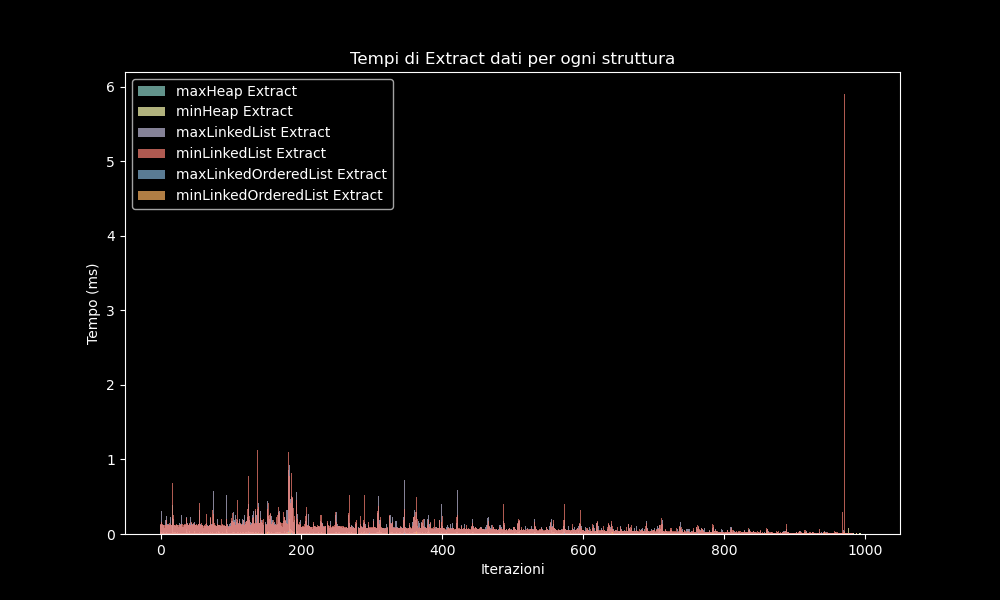 Tempi di Extract dati per ogni struttura
maxHeap Extract
minHeap Extract
maxLinkedList Extract
minLinkedList Extract
maxLinkedOrderedList Extract
minLinkedOrderedList Extract
Tempo (ms)
6
5
4
3
2
1
0
0 200 400 600 800 1000
Iterazioni